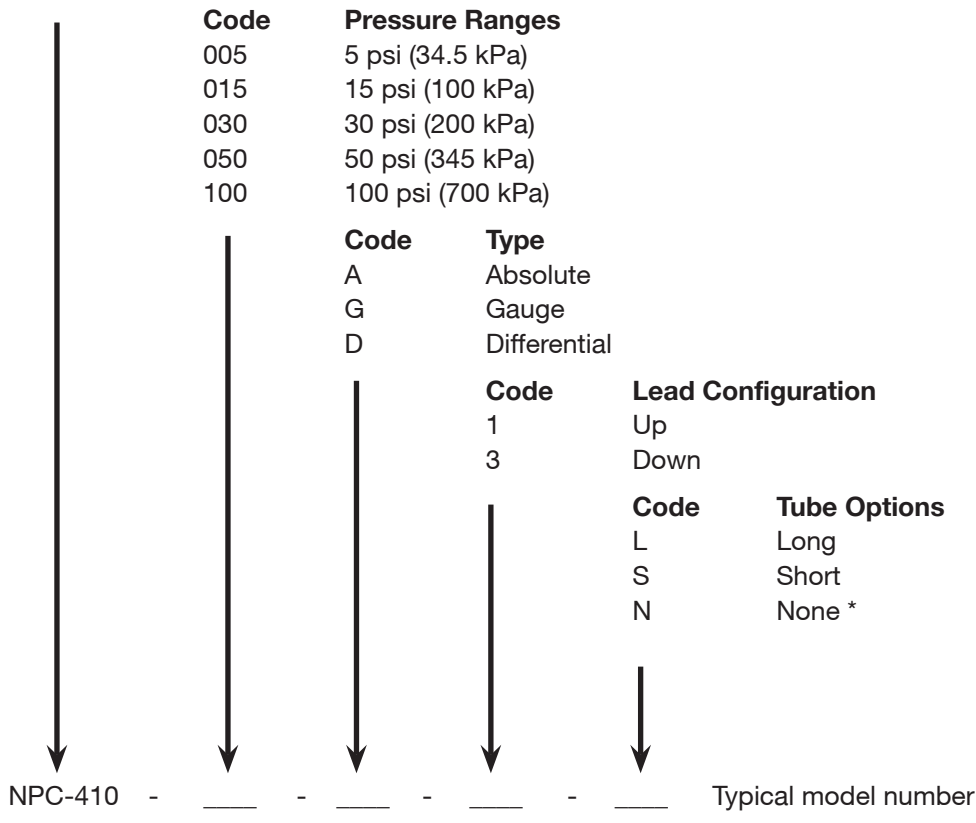 Code Pressure Ranges
005 5 psi (34.5 kPa)
015 15 psi (100 kPa)
030 30 psi (200 kPa)
050 50 psi (345 kPa)
100 100 psi (700 kPa)
Code Type
A Absolute
G Gauge
D Differential
Code Lead Configuration
1 Up
3 Down
Code Tube Options
L Long
S Short
N None *
NPC-410 - ____ - ____ - ____ - ____ Typical model number